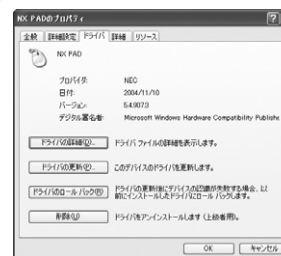 NX PADのプロパティ
全般 詳細設定 ドライバ 詳細 リソース
NX PAD
プロバイダ: NEC
日付: 2004/11/10
バージョン: 5.4.907.3
デジタル署名者: Microsoft Windows Hardware Compatibility Publishe
ドライバの詳細(D)... ドライバ ファイルの詳細を表示します。
ドライバの更新(P)... このデバイスのドライバを更新します。
ドライバのロール バック(R) ドライバの更新後にデバイスの認識が失敗する場合、以
前にインストールしたドライバにロール バックします。
削除(U) ドライバをアンインストールします（上級者用）。
OK キャンセル